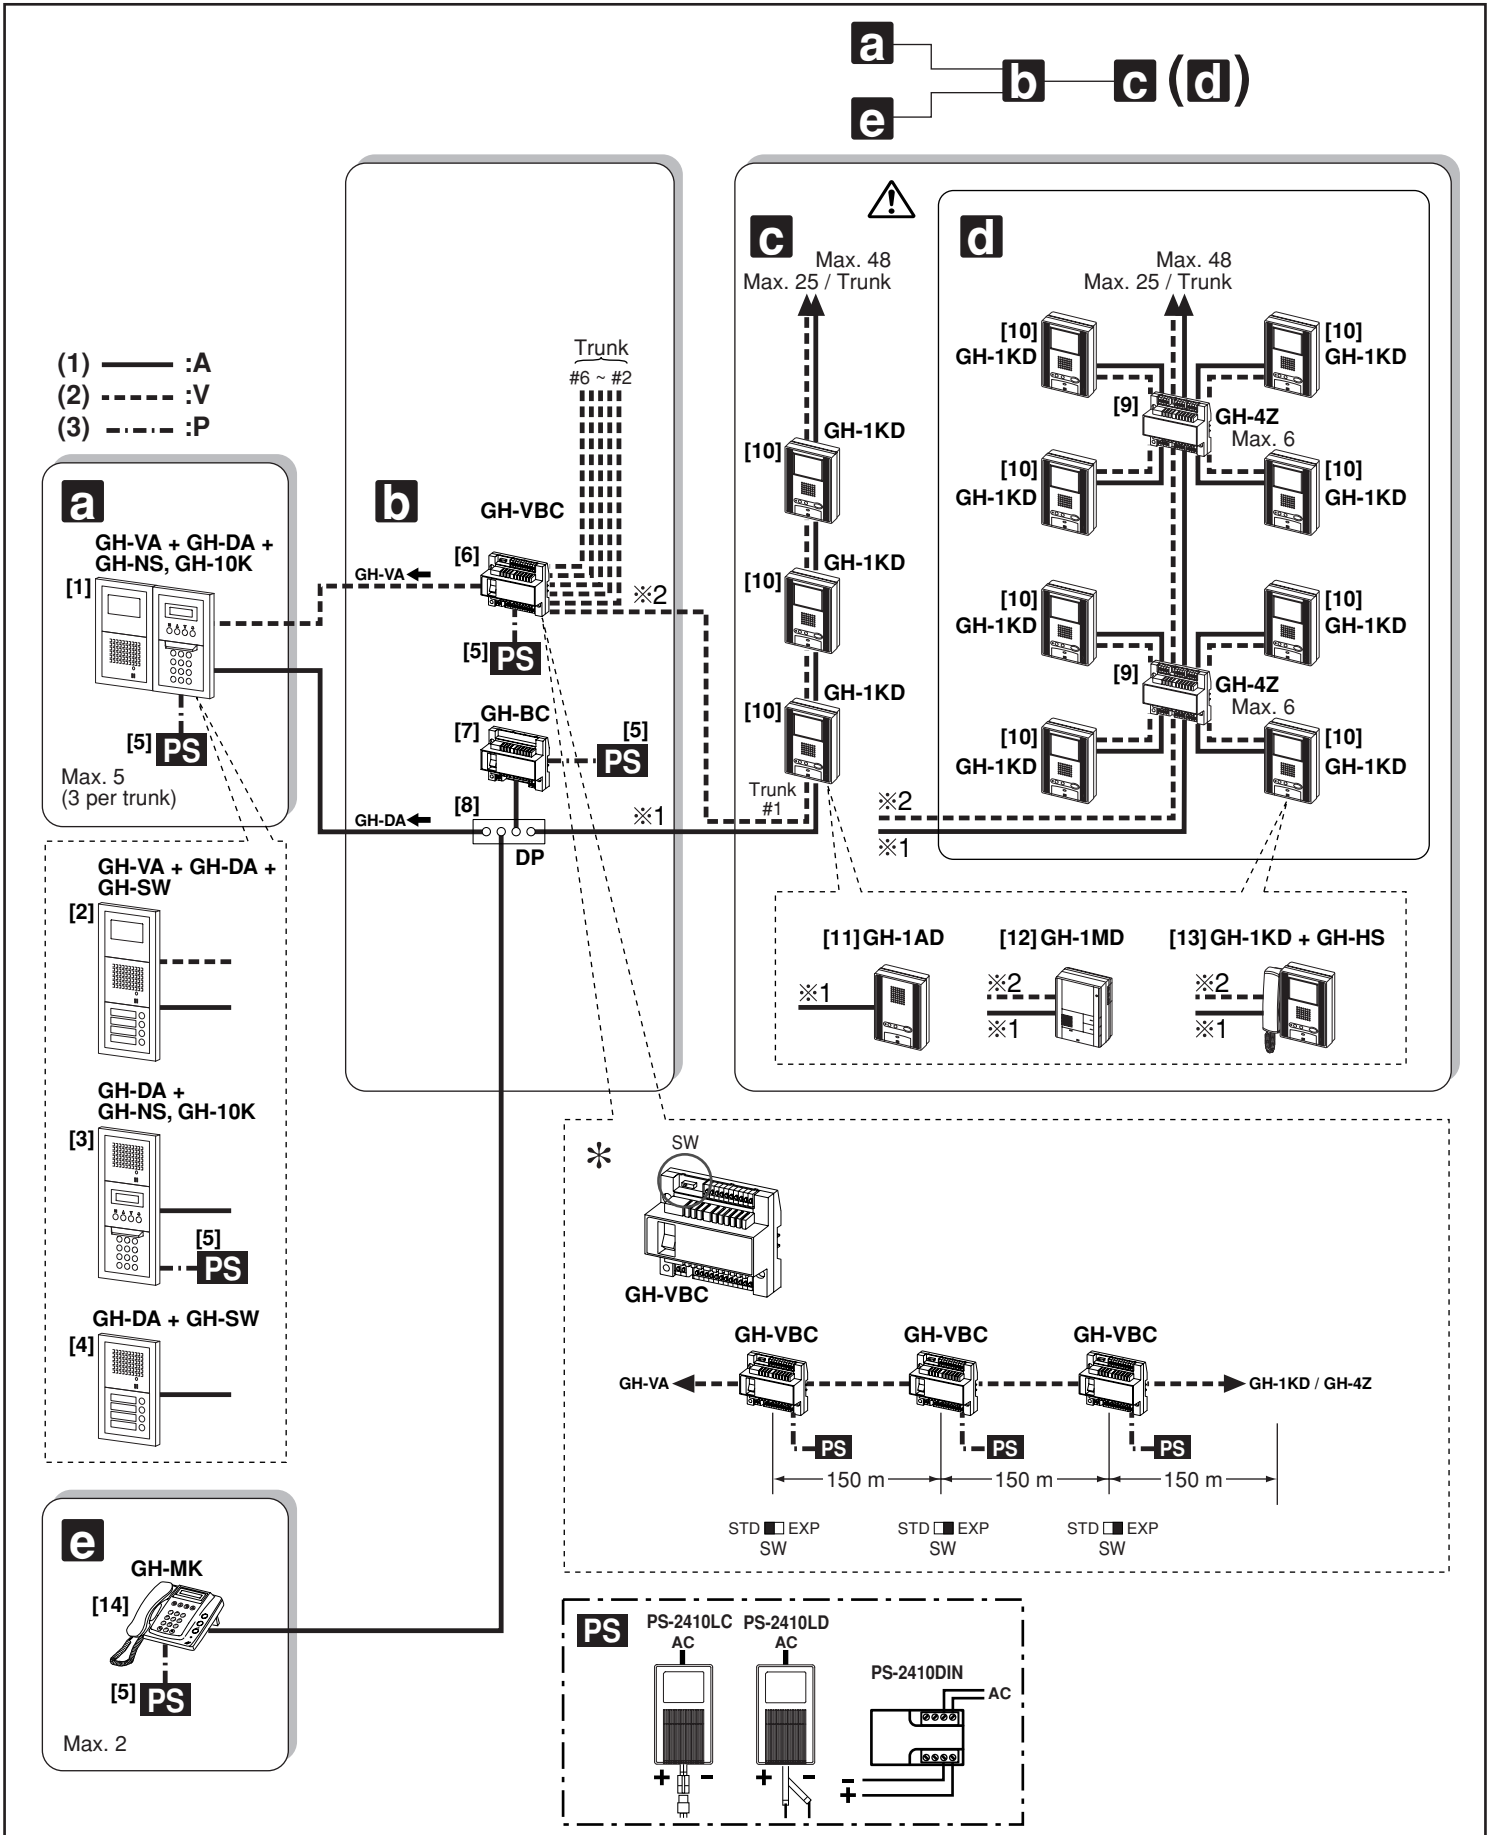 a
b
c (d)
e
c
Max. 48
Max. 25 / Trunk
d
Max. 48
Max. 25 / Trunk
[10]
GH-1KD
[10]
GH-1KD
[9]
GH-4Z
Max. 6
[10]
GH-1KD
[10]
GH-1KD
[10]
GH-1KD
[10]
GH-1KD
[9]
GH-4Z
Max. 6
[10]
GH-1KD
[10]
GH-1KD
※2
※1
GH-1KD
[10]
GH-1KD
[10]
GH-1KD
[10]
Trunk
#1
(1) :A
(2) :V
(3) :P
a
GH-VA + GH-DA +
GH-NS, GH-10K
[1]
[5] PS
Max. 5
(3 per trunk)
b
Trunk
#6 ~ #2
GH-VBC
[6]
GH-VA
※2
[5] PS
GH-BC
[7]
[5]
PS
[8]
GH-DA
※1
DP
GH-VA + GH-DA +
GH-SW
[2]
GH-DA +
GH-NS, GH-10K
[3]
[5]
PS
GH-DA + GH-SW
[4]
[11] GH-1AD
※1
[12] GH-1MD
※2
※1
[13] GH-1KD + GH-HS
※2
※1
*
SW
GH-VBC
GH-VBC GH-VBC GH-VBC
GH-VA GH-1KD / GH-4Z
PS PS PS
150 m 150 m 150 m
STD EXP STD EXP STD EXP
SW SW SW
e
GH-MK
[14]
[5] PS
Max. 2
PS
PS-2410LC PS-2410LD
AC AC
PS-2410DIN
AC
+ - + -
-
+